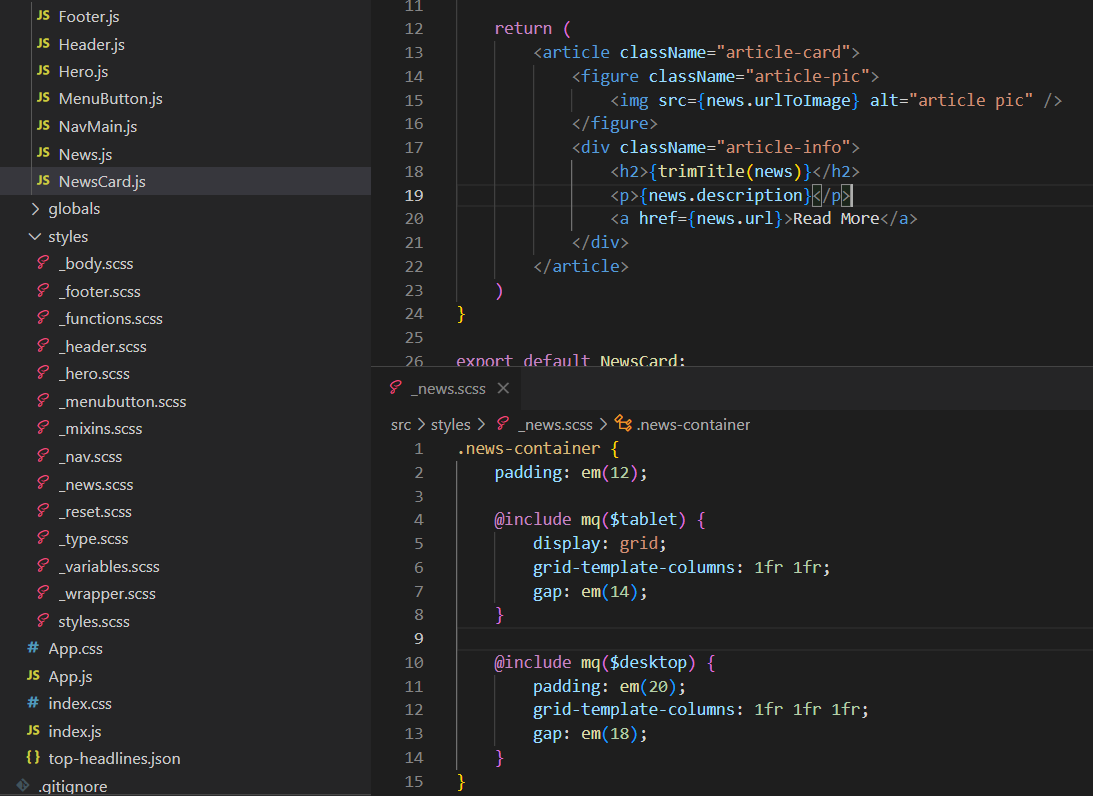 JS Footer.js
JS Header.js
JS Hero.js
JS MenuButton.js
JS NavMain.js
JS News.js
JS NewsCard.js
globals
styles
_body.scss
_footer.scss
_functions.scss
_header.scss
_hero.scss
_menubutton.scss
_mixins.scss
_nav.scss
_news.scss
_reset.scss
_type.scss
_variables.scss
_wrapper.scss
styles.scss
# App.css
JS App.js
# index.css
JS index.js
{} top-headlines.json
.gitignore
11
12 return (
13 <article className="article-card">
14 <figure className="article-pic">
15 <img src={news.urlToImage} alt="article pic" />
16 </figure>
17 <div className="article-info">
18 <h2>{trimTitle(news)}</h2>
19 <p>{news.description}</p>
20 <a href={news.url}>Read More</a>
21 </div>
22 </article>
23 )
24 }
25
26 export default NewsCard;
_news.scss
src > styles > _news.scss > .news-container
1 .news-container {
2 padding: em(12);
3
4 @include mq($tablet) {
5 display: grid;
6 grid-template-columns: 1fr 1fr;
7 gap: em(14);
8 }
9
10 @include mq($desktop) {
11 padding: em(20);
12 grid-template-columns: 1fr 1fr 1fr;
13 gap: em(18);
14 }
15 }